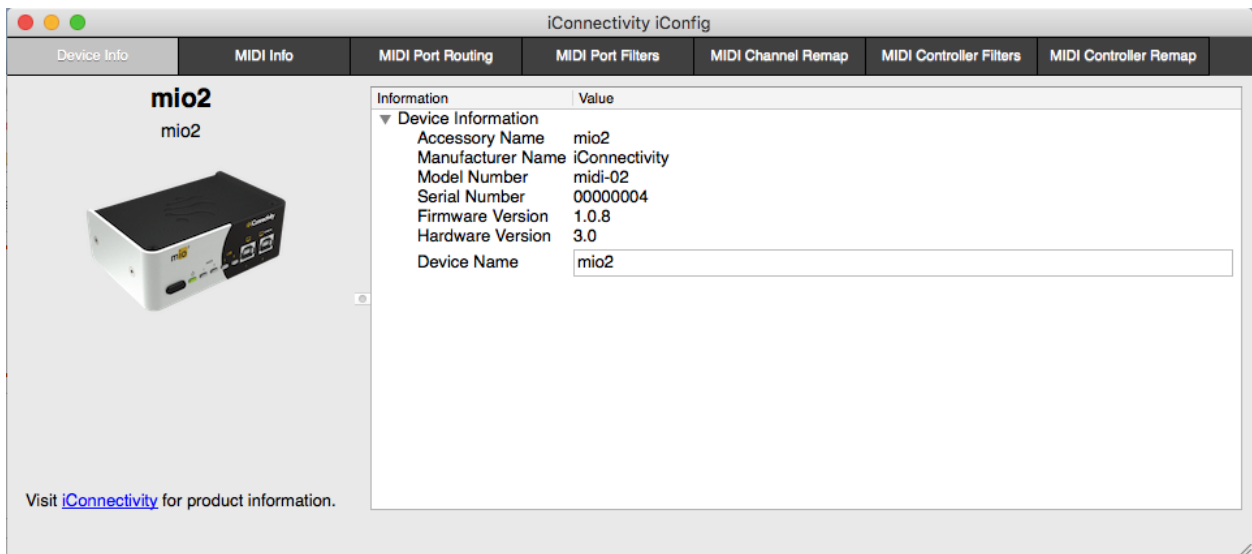 iConnectivity iConfig
Device Info MIDI Info MIDI Port Routing MIDI Port Filters MIDI Channel Remap MIDI Controller Filters MIDI Controller Remap
mio2
mio2
mio
iConnectivity
Visit iConnectivity for product information.
Information Value
Device Information
Accessory Name mio2
Manufacturer Name iConnectivity
Model Number midi-02
Serial Number 00000004
Firmware Version 1.0.8
Hardware Version 3.0
Device Name mio2